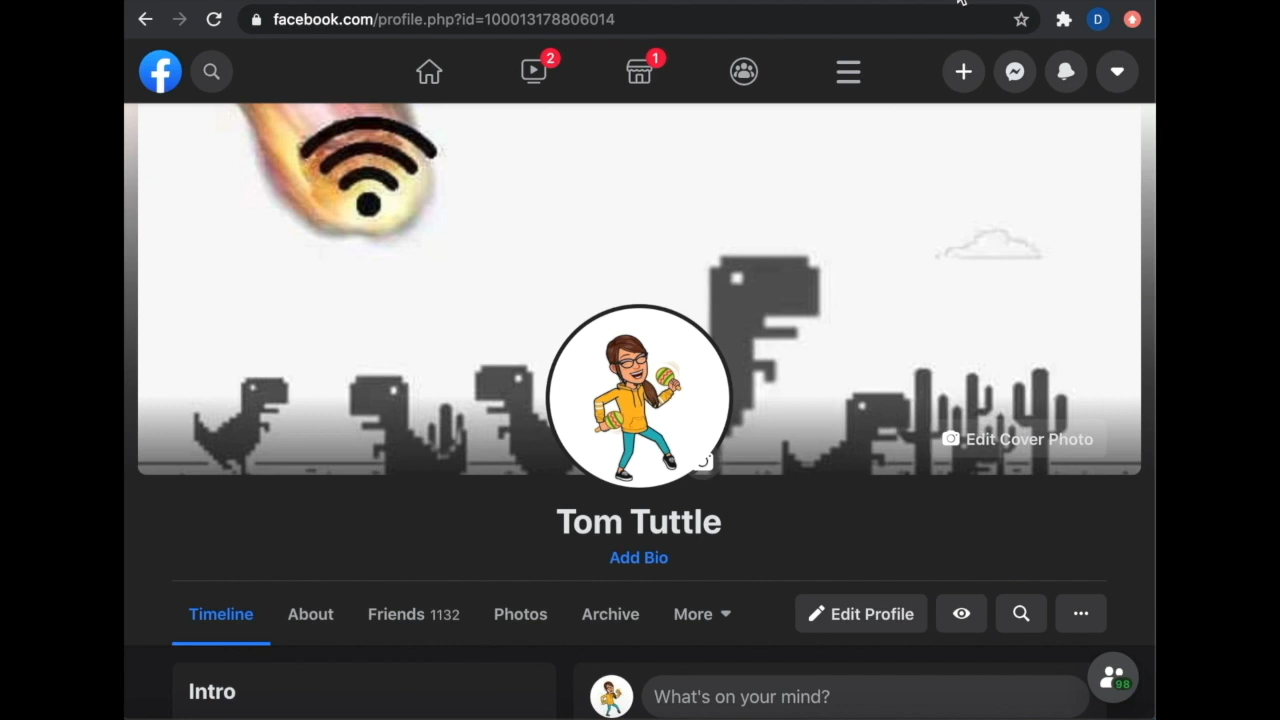 facebook.com/profile.php?id=100013178806014
D
2
1
Edit Cover Photo
Tom Tuttle
Add Bio
Timeline About Friends 1132 Photos Archive More Edit Profile
Intro
What's on your mind?
98